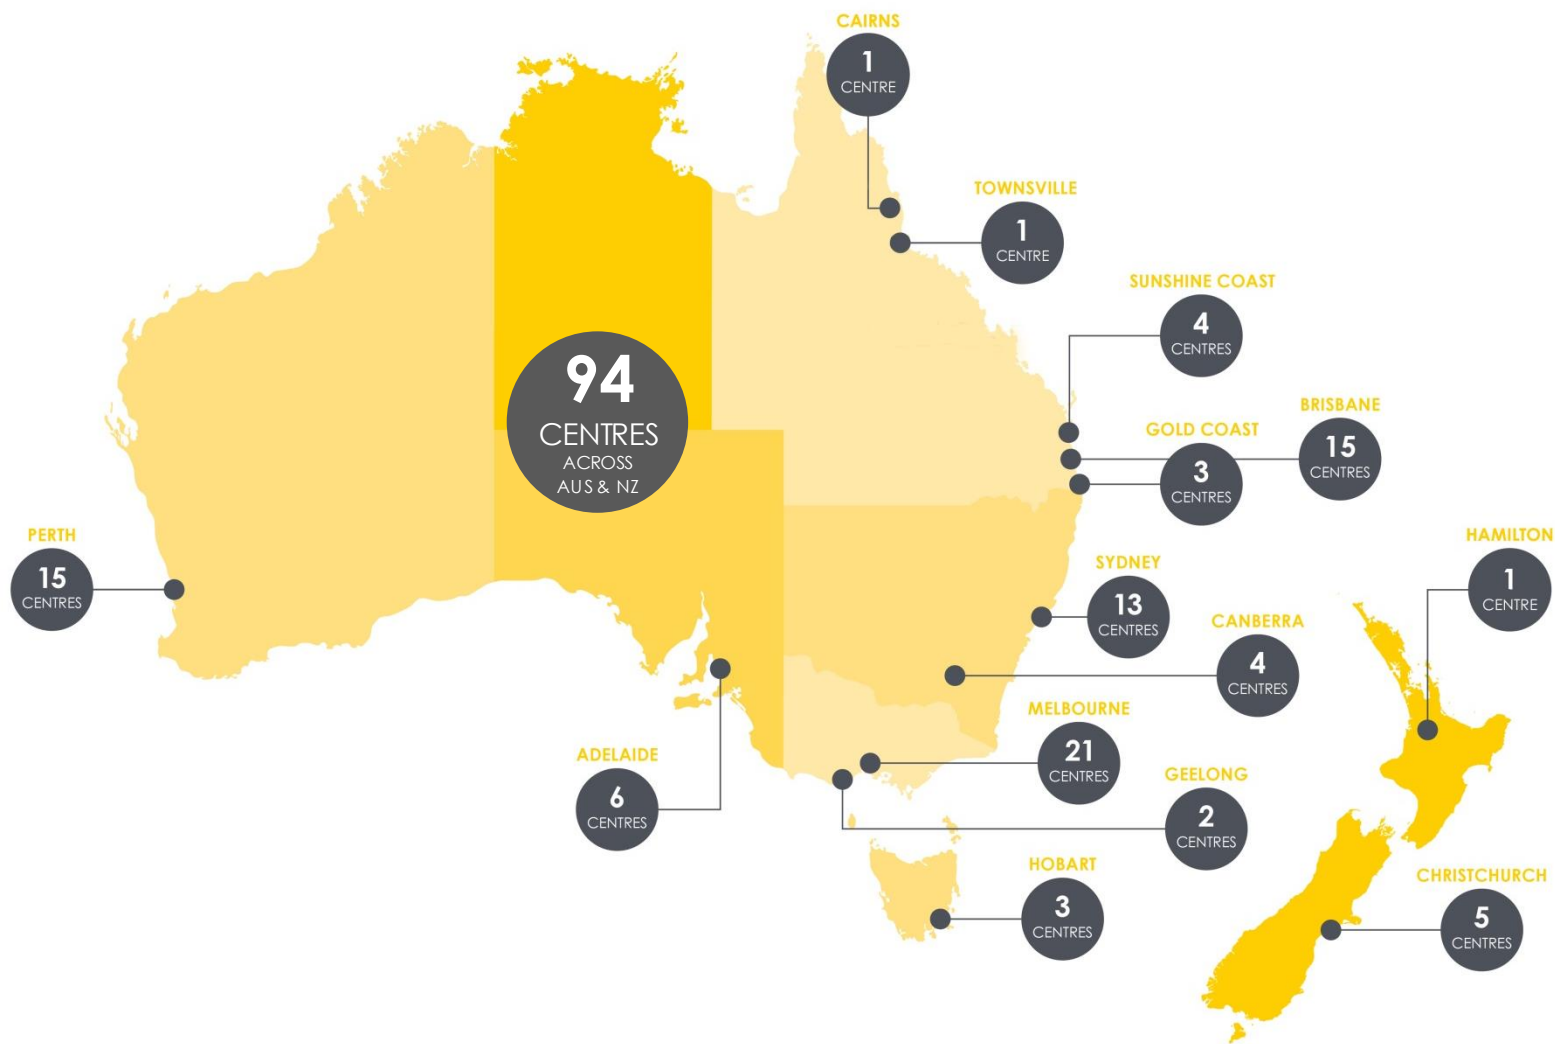 CAIRNS
1
CENTRE
TOWNSVILLE
1
CENTRE
SUNSHINE COAST
4
CENTRES
BRISBANE
15
CENTRES
GOLD COAST
3
CENTRES
94
CENTRES
ACROSS
AUS & NZ
PERTH
15
CENTRES
HAMILTON
1
CENTRE
SYDNEY
13
CENTRES
CANBERRA
4
CENTRES
MELBOURNE
21
CENTRES
ADELAIDE
6
CENTRES
GEELONG
2
CENTRES
HOBART
3
CENTRES
CHRISTCHURCH
5
CENTRES